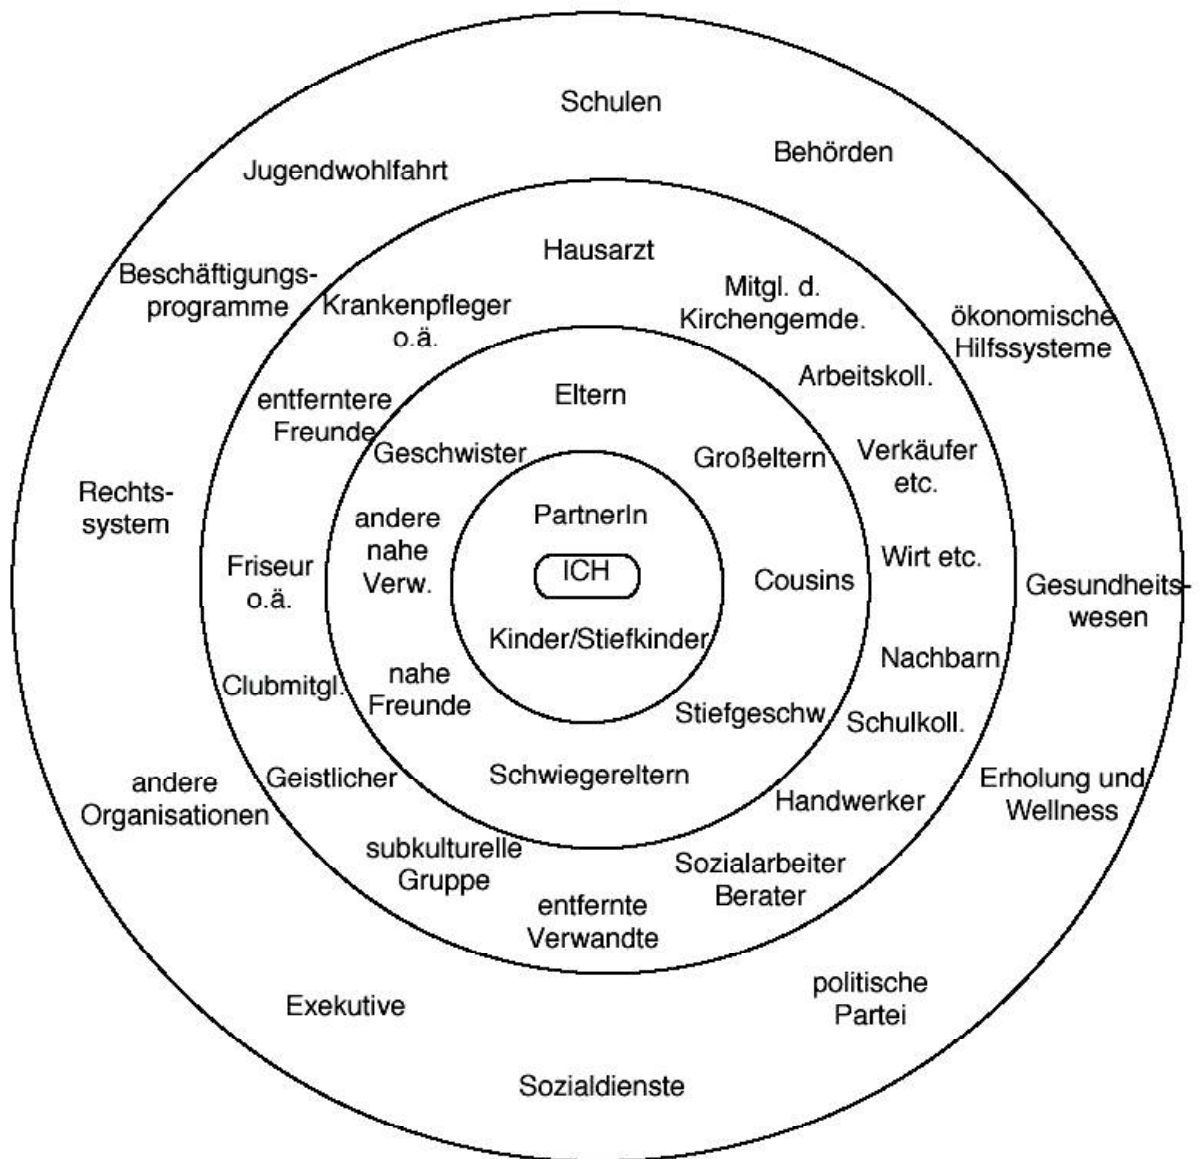 Schulen
Behörden
Jugendwohlfahrt
Hausarzt
Beschäftigungs-
programme
Krankenpfleger
o.ä.
Mitgl. d.
Kirchengemde.
ökonomische
Hilfssysteme
Arbeitskoll.
Eltern
entferntere
Freunde
Geschwister
Großeltern
Verkäufer
etc.
Rechts-
system
andere
nahe
Verw.
PartnerIn
ICH
Wirt etc.
Friseur
o.ä.
Cousins
Gesundheits-
wesen
Kinder/Stiefkinder
Nachbarn
Clubmitgl.
nahe
Freunde
Stiefgeschw.
Schulkoll.
Geistlicher
Schwiegereltern
andere
Organisationen
Erholung und
Wellness
Handwerker
subkulturelle
Gruppe
Sozialarbeiter
Berater
entfernte
Verwandte
politische
Partei
Exekutive
Sozialdienste